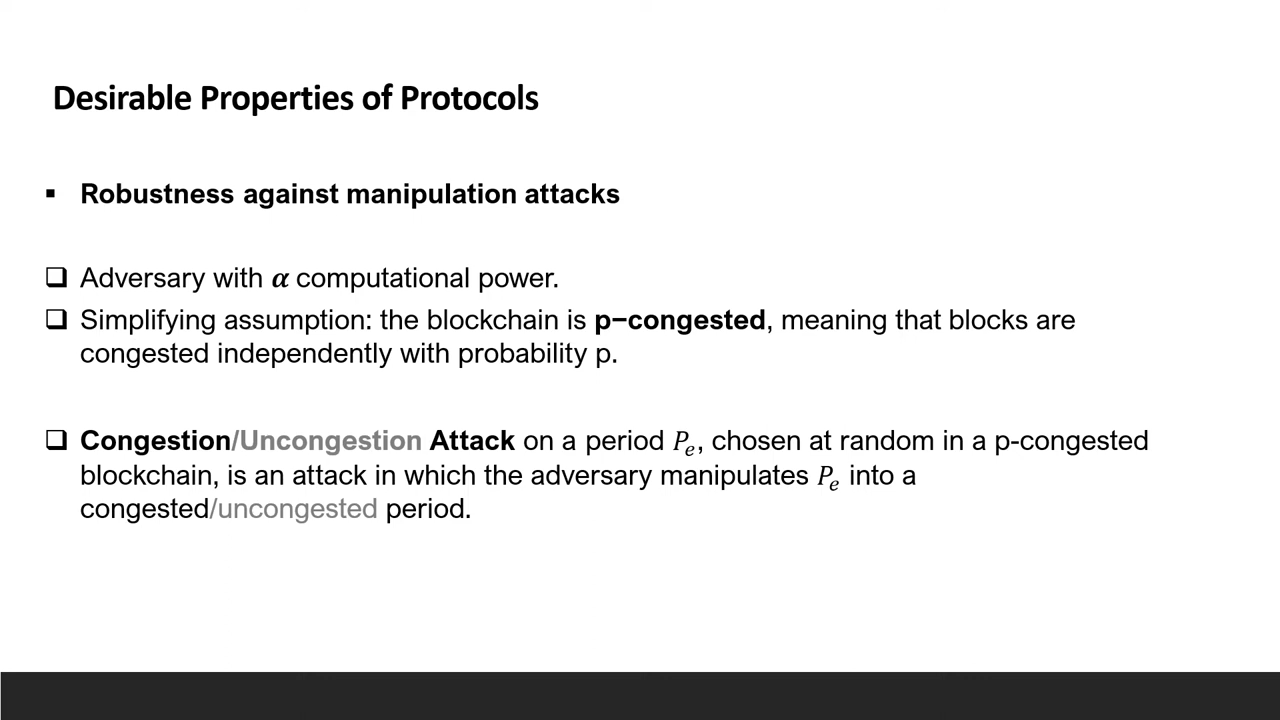 Desirable Properties of Protocols
▪ Robustness against manipulation attacks
❑ Adversary with 𝜶 computational power.
❑ Simplifying assumption: the blockchain is p−congested, meaning that blocks are
congested independently with probability p.
❑ Congestion/Uncongestion Attack on a period 𝑃𝑒, chosen at random in a p-congested
blockchain, is an attack in which the adversary manipulates 𝑃𝑒 into a
congested/uncongested period.